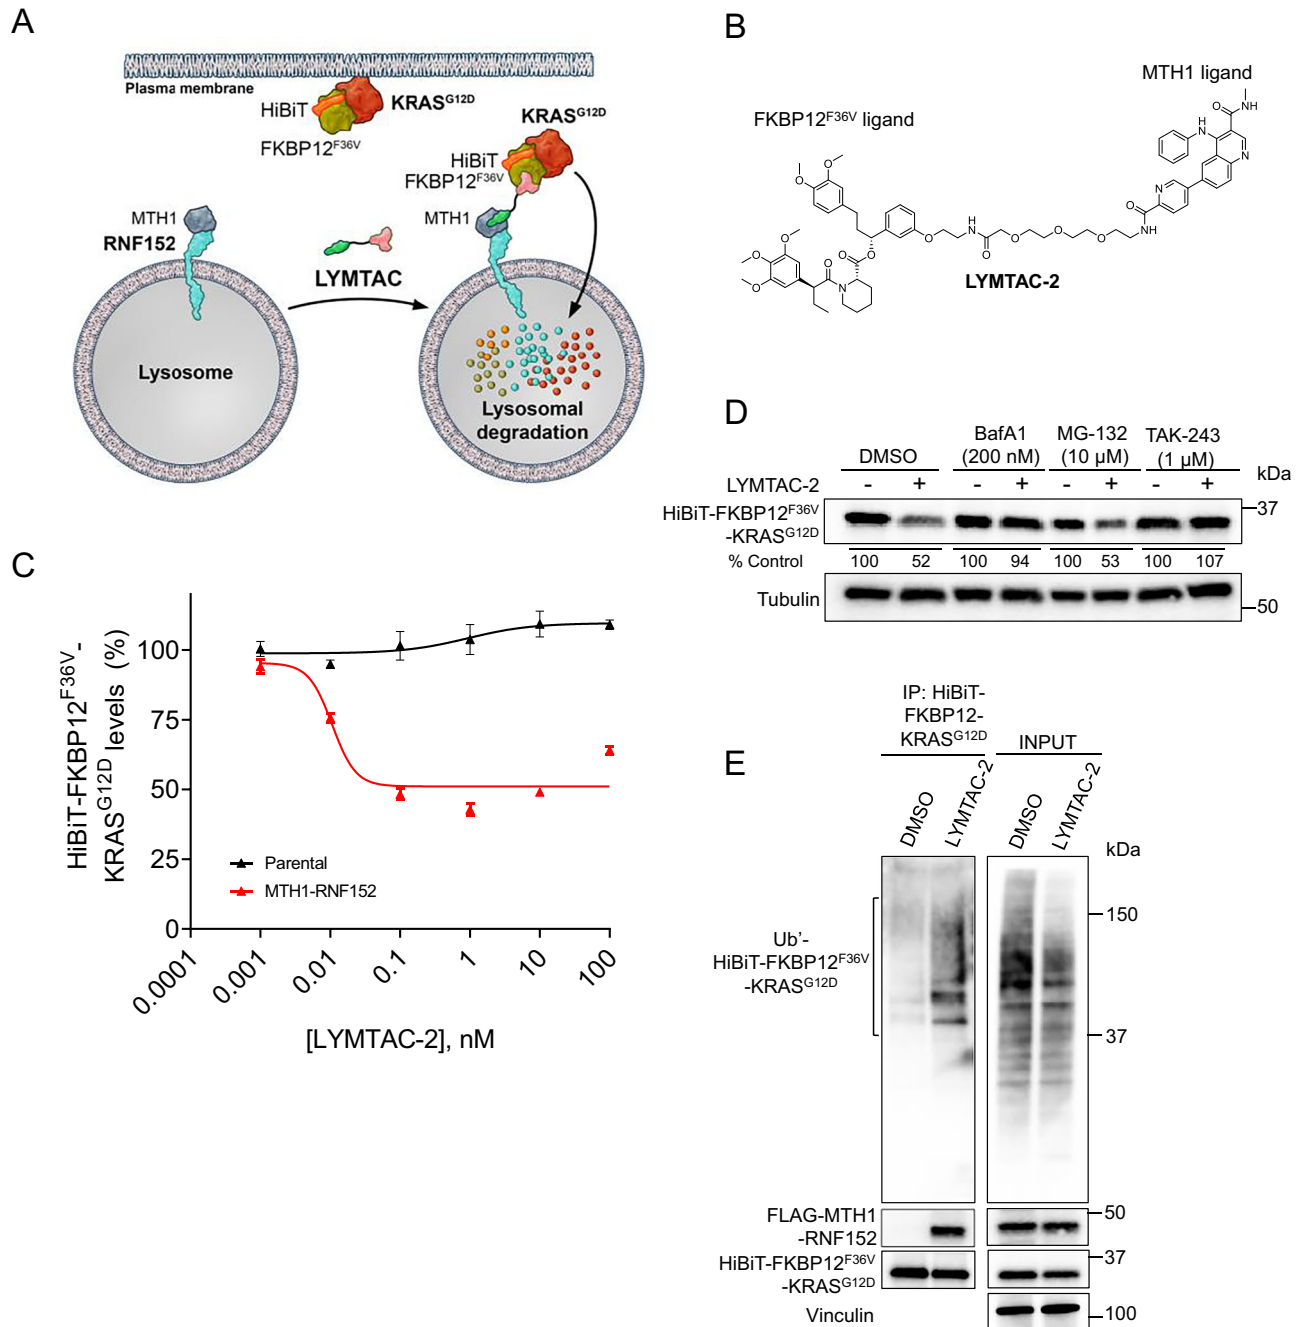 A
Plasma membrane
HiBiT
KRASG12D
FKBP12F36V
KRASG12D
HiBiT
FKBP12F36V
MTH1
MTH1
RNF152
LYMTAC
Lysosome
Lysosomal
degradation
B
MTH1 ligand
FKBP12F36V ligand
LYMTAC-2
C
HiBiT-FKBP12F36V-
KRASG12D levels (%)
100
75
50
25
0
Parental
MTH1-RNF152
0.0001
0.001
0.01
0.1
1
10
100
[LYMTAC-2], nM
D
DMSO
BafA1
(200 nM)
MG-132
(10 µM)
TAK-243
(1 µM)
kDa
LYMTAC-2 - + - + - + - +
HiBiT-FKBP12F36V
-KRASG12D
37
% Control 100 52 100 94 100 53 100 107
Tubulin
50
E
IP: HiBiT-
FKBP12-
KRASG12D
INPUT
DMSO
LYMTAC-2
DMSO
LYMTAC-2
kDa
150
Ub'-
HiBiT-FKBP12F36V
-KRASG12D
37
FLAG-MTH1
-RNF152
50
HiBiT-FKBP12F36V
-KRASG12D
37
Vinculin
100